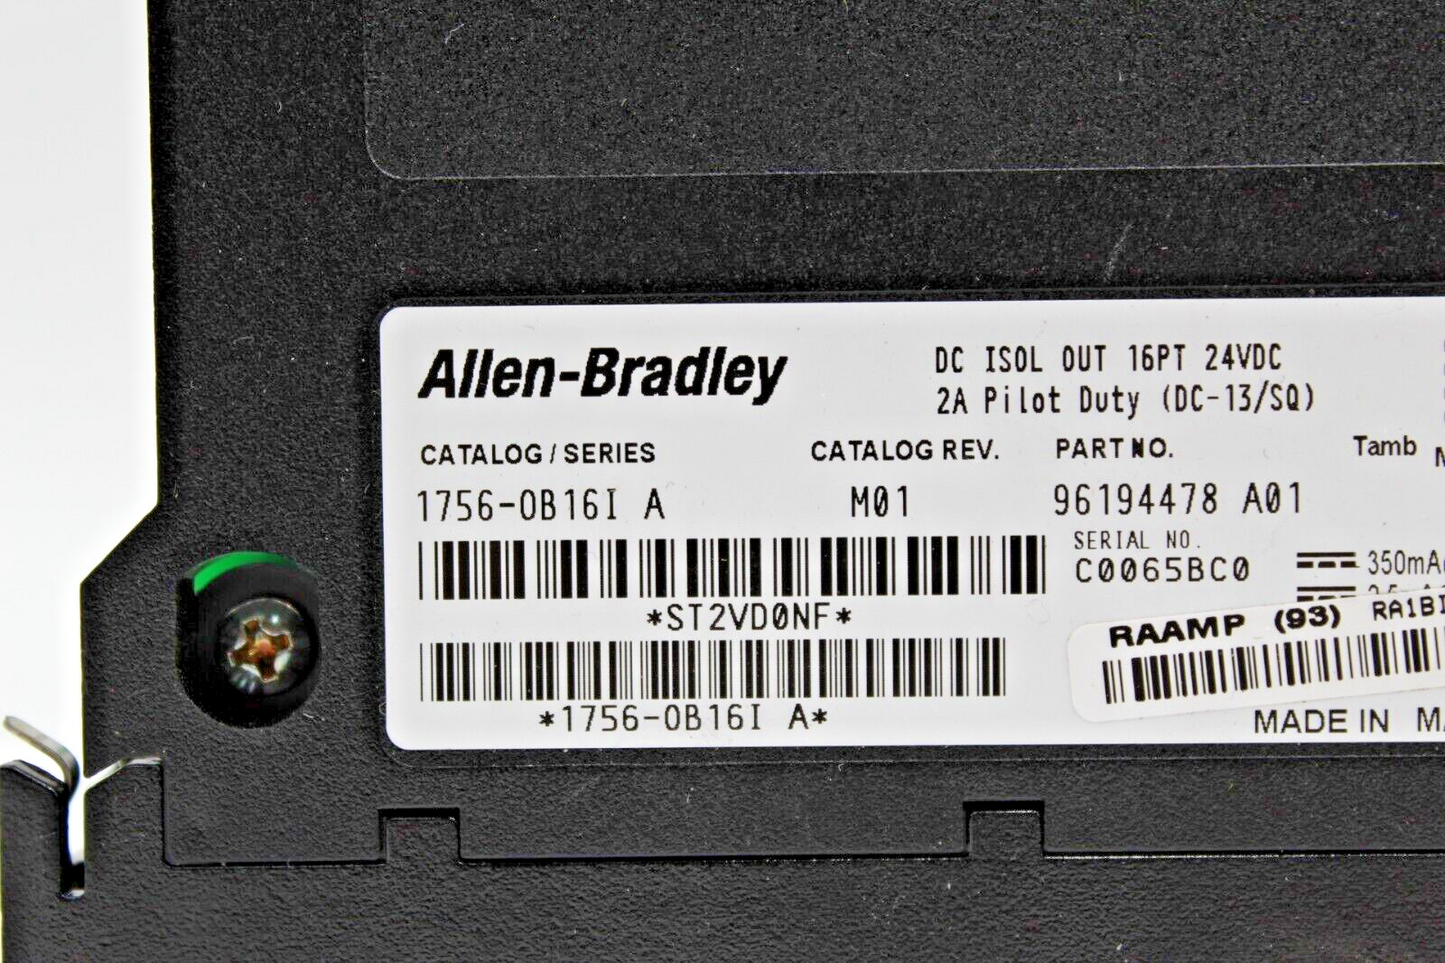 Allen-Bradley
DC ISOL OUT 16PT 24VDC
2A Pilot Duty (DC-13/SQ)
CATALOG / SERIES
CATALOG REV.
PART NO.
Tamb
1756-OB16I A
M01
96194478 A01
SERIAL NO.
C0065BC0
350mA
*ST2VD0NF*
RAAMP (93)
RA1BI
*1756-OB16I A*
MADE IN